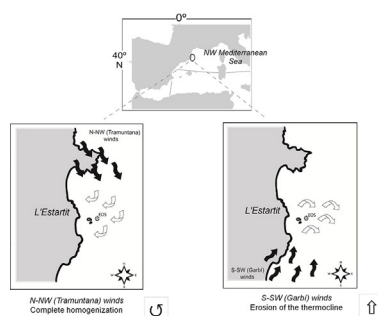 0º
40º
N
NW Mediterranean
Sea
N-NW (Tramuntana)
winds
L'Estartit
EOS
N-NW (Tramuntana) winds
Complete homogenization
L'Estartit
EOS
S-SW (Garbí)
winds
S-SW (Garbí) winds
Erosion of the thermocline